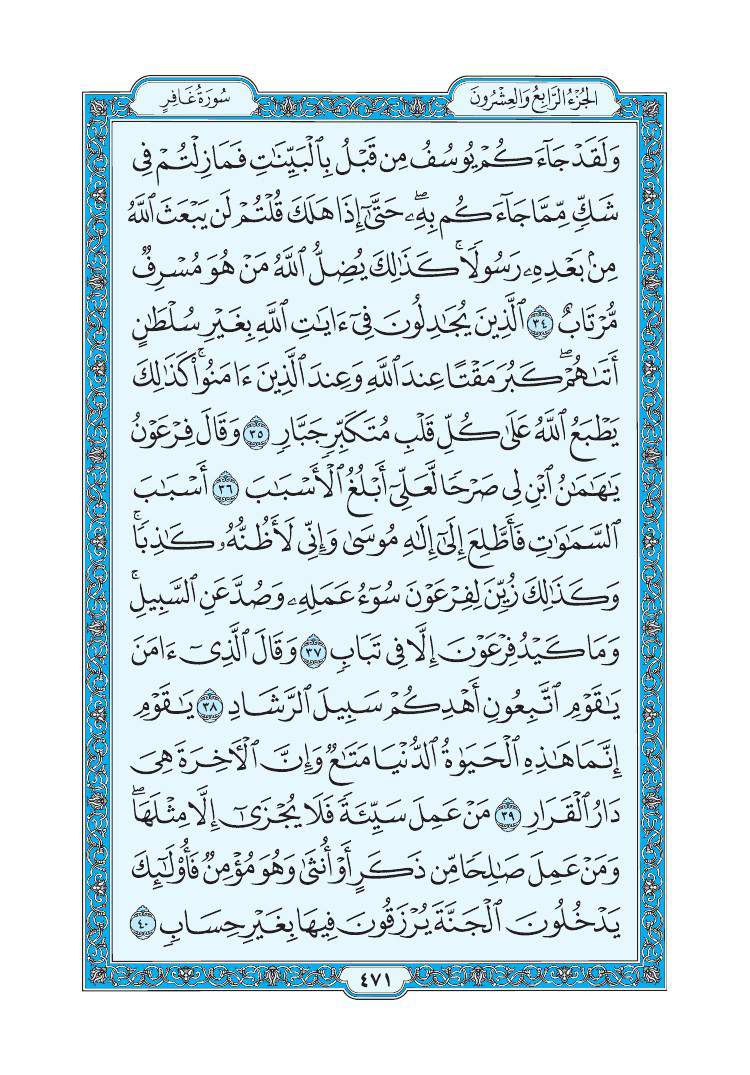 الجُزْءُ الرَّابِعُ وَالعِشْرُونَ
سُورَةُ غَافِرٍ
وَلَقَدْ جَآءَكُمْ يُوسُفُ مِن قَبْلُ بِٱلْبَيِّنَٰتِ فَمَا زِلْتُمْ فِى
شَكٍّ مِّمَّا جَآءَكُم بِهِۦۖ حَتَّىٰٓ إِذَا هَلَكَ قُلْتُمْ لَن يَبْعَثَ ٱللَّهُ
مِنۢ بَعْدِهِۦ رَسُولًاۚ كَذَٰلِكَ يُضِلُّ ٱللَّهُ مَنْ هُوَ مُسْرِفٌ
مُّرْتَابٌ ٣٤ ٱلَّذِينَ يُجَٰدِلُونَ فِىٓ ءَايَٰتِ ٱللَّهِ بِغَيْرِ سُلْطَٰنٍ
أَتَىٰهُمْۖ كَبُرَ مَقْتًا عِندَ ٱللَّهِ وَعِندَ ٱلَّذِينَ ءَامَنُوا۟ۚ كَذَٰلِكَ
يَطْبَعُ ٱللَّهُ عَلَىٰ كُلِّ قَلْبِ مُتَكَبِّرٍ جَبَّارٍ ٣٥ وَقَالَ فِرْعَوْنُ
يَٰهَٰمَٰنُ ٱبْنِ لِى صَرْحًا لَّعَلِّىٓ أَبْلُغُ ٱلْأَسْبَٰبَ ٣٦ أَسْبَٰبَ
ٱلسَّمَٰوَٰتِ فَأَطَّلِعَ إِلَىٰٓ إِلَٰهِ مُوسَىٰ وَإِنِّى لَأَظُنُّهُۥ كَٰذِبًاۚ
وَكَذَٰلِكَ زُيِّنَ لِفِرْعَوْنَ سُوٓءُ عَمَلِهِۦ وَصُدَّ عَنِ ٱلسَّبِيلِۚ
وَمَا كَيْدُ فِرْعَوْنَ إِلَّا فِى تَبَابٍ ٣٧ وَقَالَ ٱلَّذِىٓ ءَامَنَ
يَٰقَوْمِ ٱتَّبِعُونِ أَهْدِكُمْ سَبِيلَ ٱلرَّشَادِ ٣٨ يَٰقَوْمِ
إِنَّمَا هَٰذِهِ ٱلْحَيَوٰةُ ٱلدُّنْيَا مَتَٰعٌ وَإِنَّ ٱلْءَاخِرَةَ هِىَ
دَارُ ٱلْقَرَارِ ٣٩ مَنْ عَمِلَ سَيِّئَةً فَلَا يُجْزَىٰٓ إِلَّا مِثْلَهَاۖ
وَمَنْ عَمِلَ صَٰلِحًا مِّن ذَكَرٍ أَوْ أُنثَىٰ وَهُوَ مُؤْمِنٌ فَأُو۟لَٰٓئِكَ
يَدْخُلُونَ ٱلْجَنَّةَ يُرْزَقُونَ فِيهَا بِغَيْرِ حِسَابٍ ٤٠
٤٧١